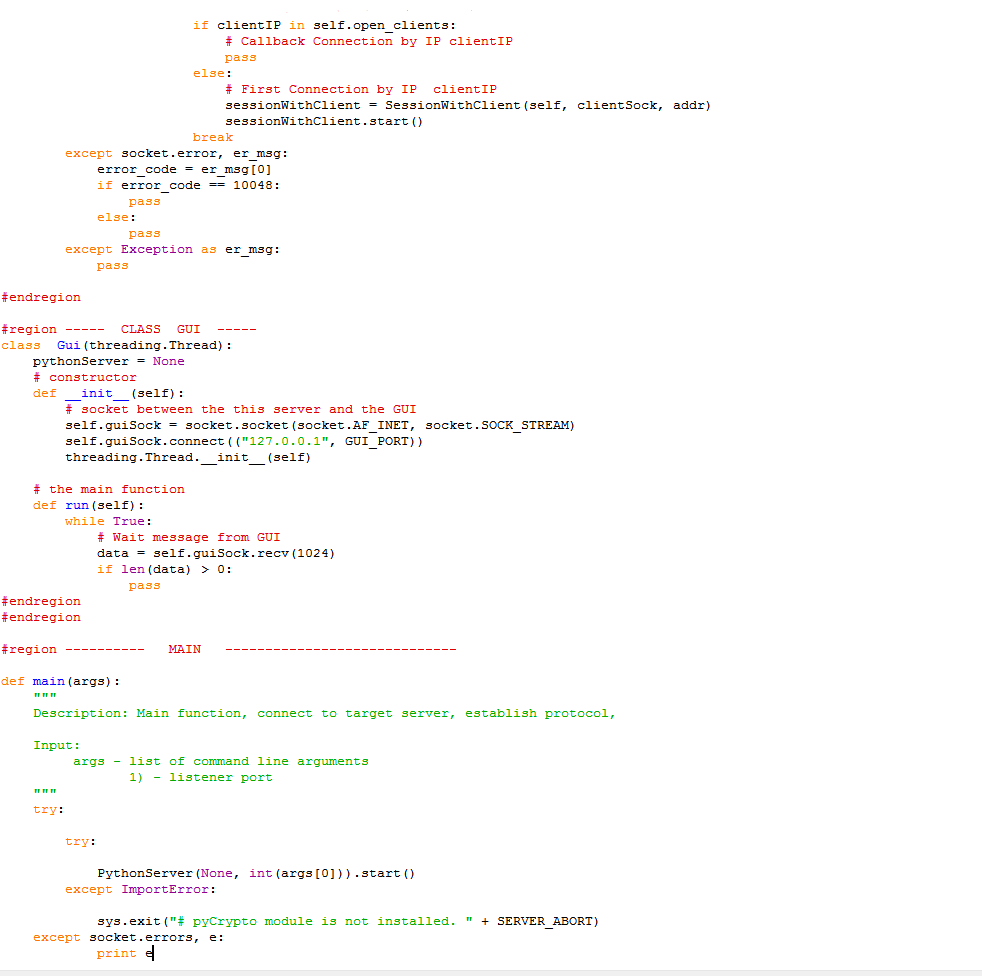 if clientIP in self.open_clients:
                            # Callback Connection by IP clientIP
                            pass
                        else:
                            # First Connection by IP  clientIP
                            sessionWithClient = SessionWithClient(self, clientSock, addr)
                            sessionWithClient.start()
                        break
        except socket.error, er_msg:
            error_code = er_msg[0]
            if error_code == 10048:
                pass
            else:
                pass
        except Exception as er_msg:
            pass

#endregion

#region -----  CLASS  GUI  -----
class  Gui(threading.Thread):
    pythonServer = None
    # constructor
    def __init__(self):
        # socket between the this server and the GUI
        self.guiSock = socket.socket(socket.AF_INET, socket.SOCK_STREAM)
        self.guiSock.connect(("127.0.0.1", GUI_PORT))
        threading.Thread.__init__(self)

    # the main function
    def run(self):
        while True:
            # Wait message from GUI
            data = self.guiSock.recv(1024)
            if len(data) > 0:
                pass
#endregion
#endregion

#region ----------   MAIN   -----------------------------

def main(args):
    """
    Description: Main function, connect to target server, establish protocol,

    Input:
         args - list of command line arguments
                1) - listener port
    """
    try:

        try:

            PythonServer(None, int(args[0])).start()
        except ImportError:

            sys.exit("# pyCrypto module is not installed. " + SERVER_ABORT)
    except socket.errors, e:
            print e